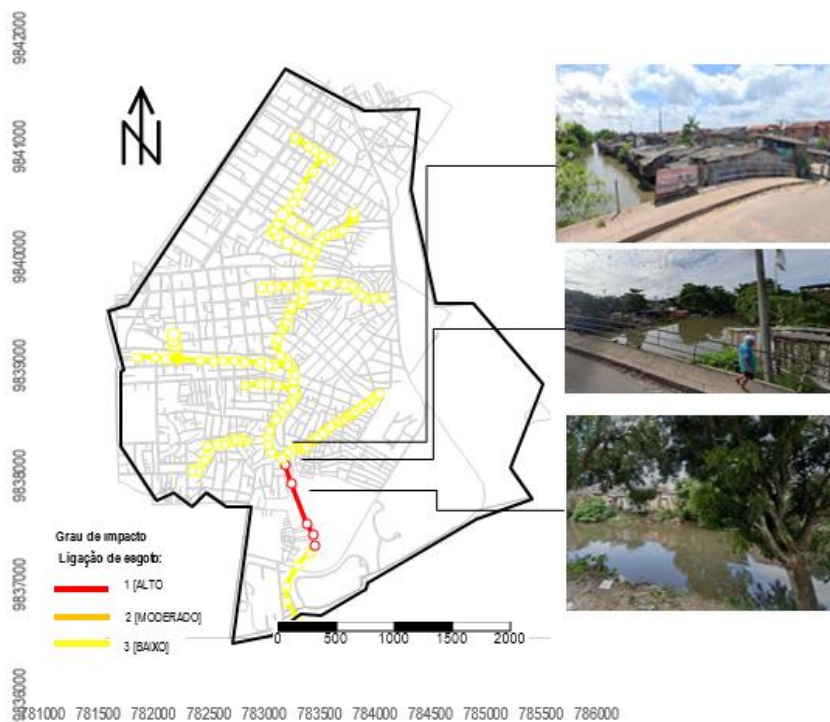 9842000
9841000
9840000
9839000
9838000
9837000
9836000
N
Grau de impacto
Ligação de esgoto:
1 [ALTO
2 [MODERADO]
3 [BAIXO]
0 500 1000 1500 2000
781000 781500 782000 782500 783000 783500 784000 784500 785000 785500 786000